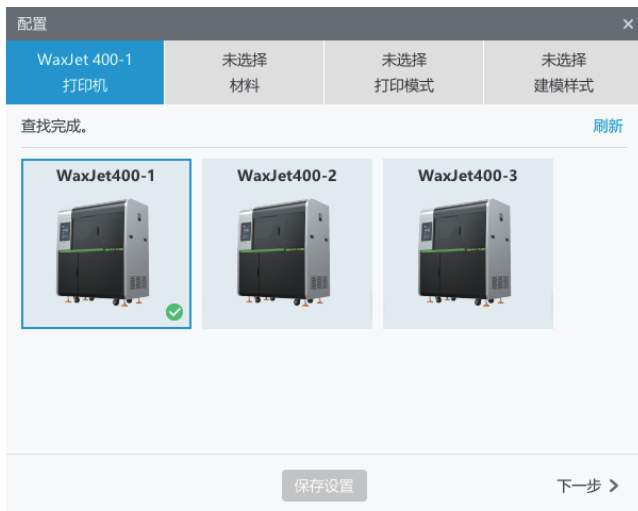 配置
WaxJet 400-1
打印机
未选择
材料
未选择
打印模式
未选择
建模样式
查找完成。
刷新
WaxJet400-1
WaxJet400-2
WaxJet400-3
保存设置
下一步